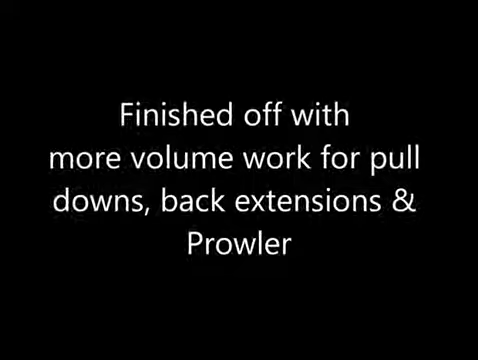 Finished off with
more volume work for pull
downs, back extensions &
Prowler